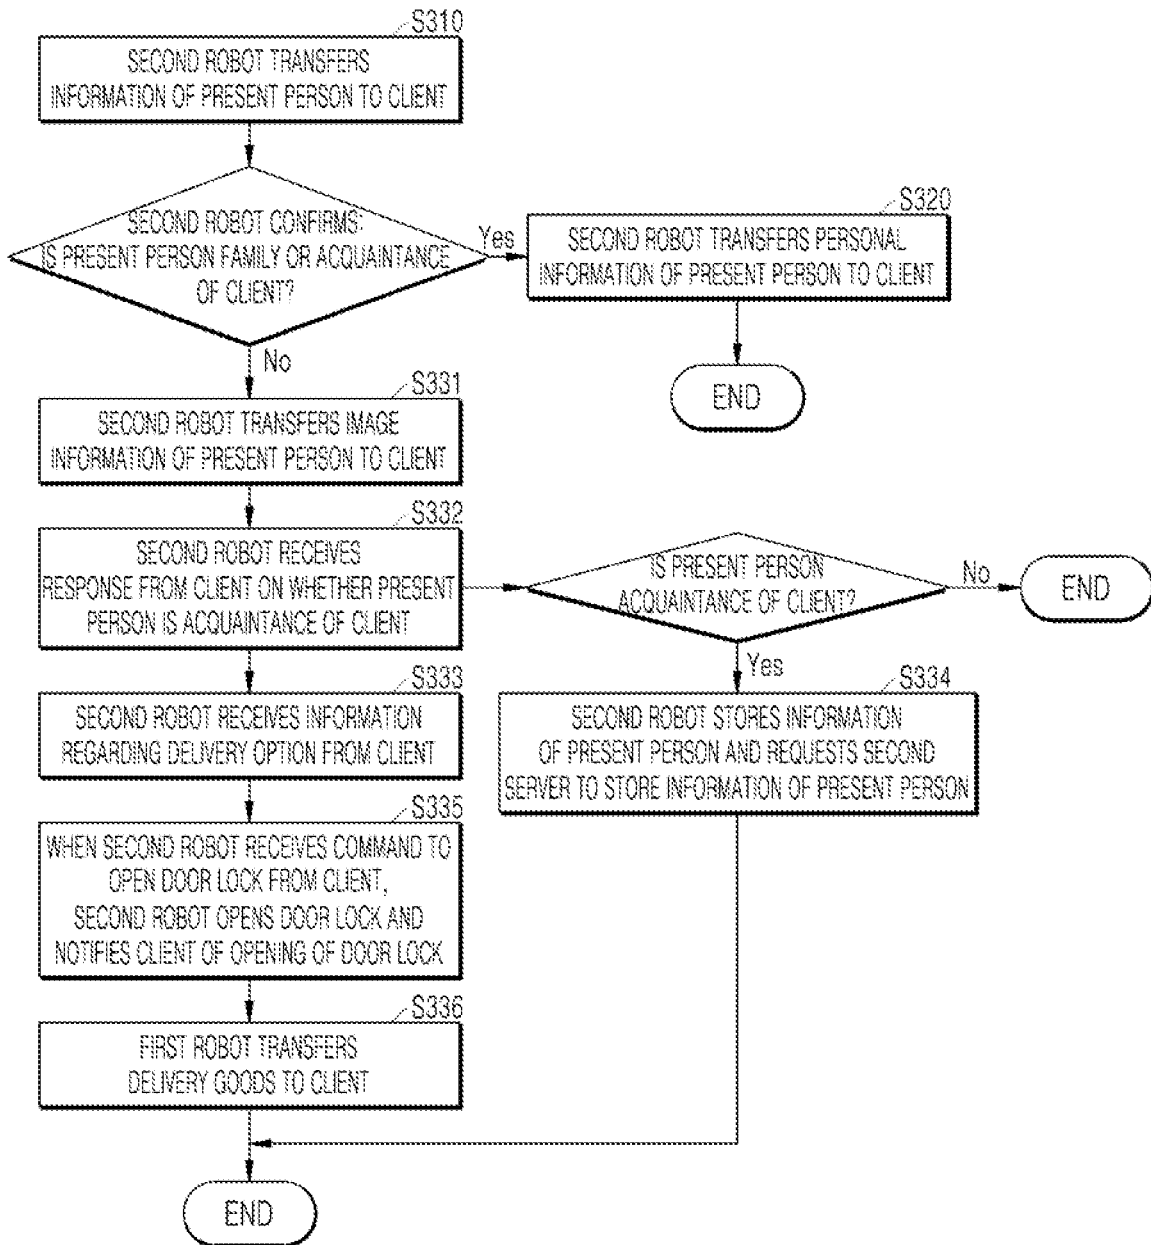 S310
SECOND ROBOT TRANSFERS
INFORMATION OF PRESENT PERSON TO CLIENT
SECOND ROBOT CONFIRMS:
IS PRESENT PERSON FAMILY OR ACQUAINTANCE
OF CLIENT?
Yes
No
S320
SECOND ROBOT TRANSFERS PERSONAL
INFORMATION OF PRESENT PERSON TO CLIENT
END
S331
SECOND ROBOT TRANSFERS IMAGE
INFORMATION OF PRESENT PERSON TO CLIENT
S332
SECOND ROBOT RECEIVES
RESPONSE FROM CLIENT ON WHETHER PRESENT
PERSON IS ACQUAINTANCE OF CLIENT
IS PRESENT PERSON
ACQUAINTANCE OF CLIENT?
No
END
Yes
S333
SECOND ROBOT RECEIVES INFORMATION
REGARDING DELIVERY OPTION FROM CLIENT
S334
SECOND ROBOT STORES INFORMATION
OF PRESENT PERSON AND REQUESTS SECOND
SERVER TO STORE INFORMATION OF PRESENT PERSON
S335
WHEN SECOND ROBOT RECEIVES COMMAND TO
OPEN DOOR LOCK FROM CLIENT,
SECOND ROBOT OPENS DOOR LOCK AND
NOTIFIES CLIENT OF OPENING OF DOOR LOCK
S336
FIRST ROBOT TRANSFERS
DELIVERY GOODS TO CLIENT
END